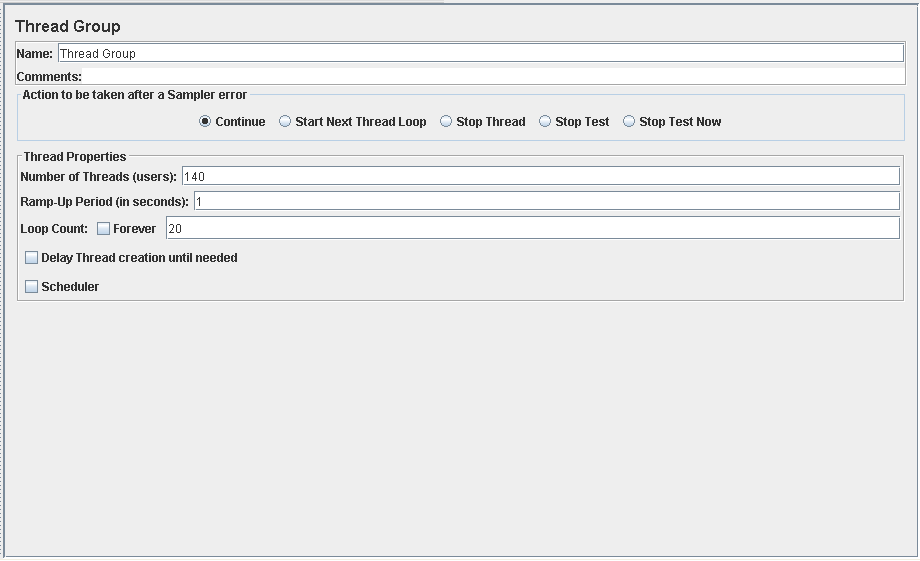 Thread Group
Name: Thread Group
Comments:
Action to be taken after a Sampler error
Continue Start Next Thread Loop Stop Thread Stop Test Stop Test Now
Thread Properties
Number of Threads (users): 140
Ramp-Up Period (in seconds): 1
Loop Count: Forever 20
Delay Thread creation until needed
Scheduler